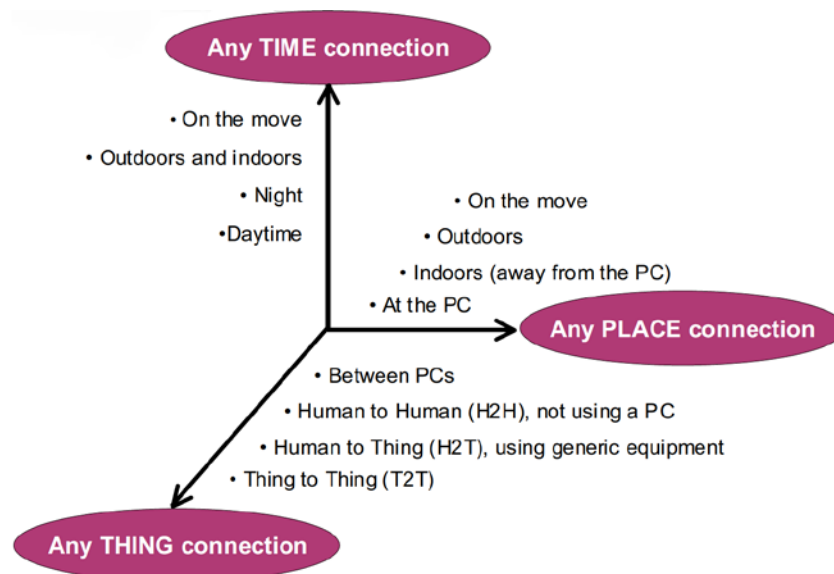 Any TIME connection
• On the move
• Outdoors and indoors
• Night
•Daytime
• On the move
• Outdoors
• Indoors (away from the PC)
• At the PC
Any PLACE connection
• Between PCs
• Human to Human (H2H), not using a PC
• Human to Thing (H2T), using generic equipment
• Thing to Thing (T2T)
Any THING connection